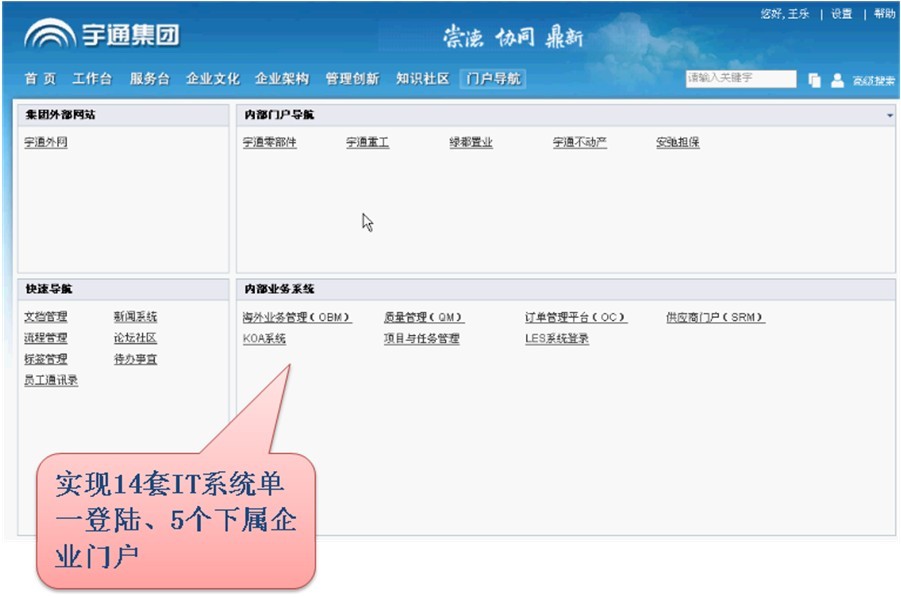 您好,王乐 | 设置 | 帮助
宇通集团
崇德 协同 鼎新
首 页 工作台 服务台 企业文化 企业架构 管理创新 知识社区 门户导航
请输入关键字 高级搜索
集团外部网站
宇通外网
内部门户导航
宇通零部件 宇通重工 绿都置业 宇通不动产 安驰担保
快速导航
文档管理 新闻系统
流程管理 论坛社区
标签管理 待办事宜
员工通讯录
内部业务系统
海外业务管理(OBM) 质量管理(QM) 订单管理平台(OC) 供应商门户(SRM)
KOA系统 项目与任务管理 LES系统登录
实现14套IT系统单
一登陆、5个下属企
业门户